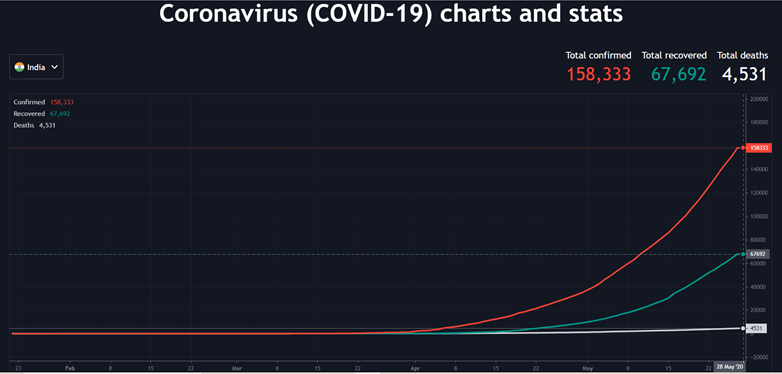 Coronavirus (COVID-19) charts and stats
India
Total confirmed Total recovered Total deaths
158,333 67,692 4,531
Confirmed 158,333
Recovered 67,692
Deaths 4,531
200000
180000
158333
140000
120000
100000
80000
67692
40000
20000
4531
-20000
23 Feb 8 15 22 Mar 8 15 22 Apr 8 15 22 May 8 15 22 28 May '20